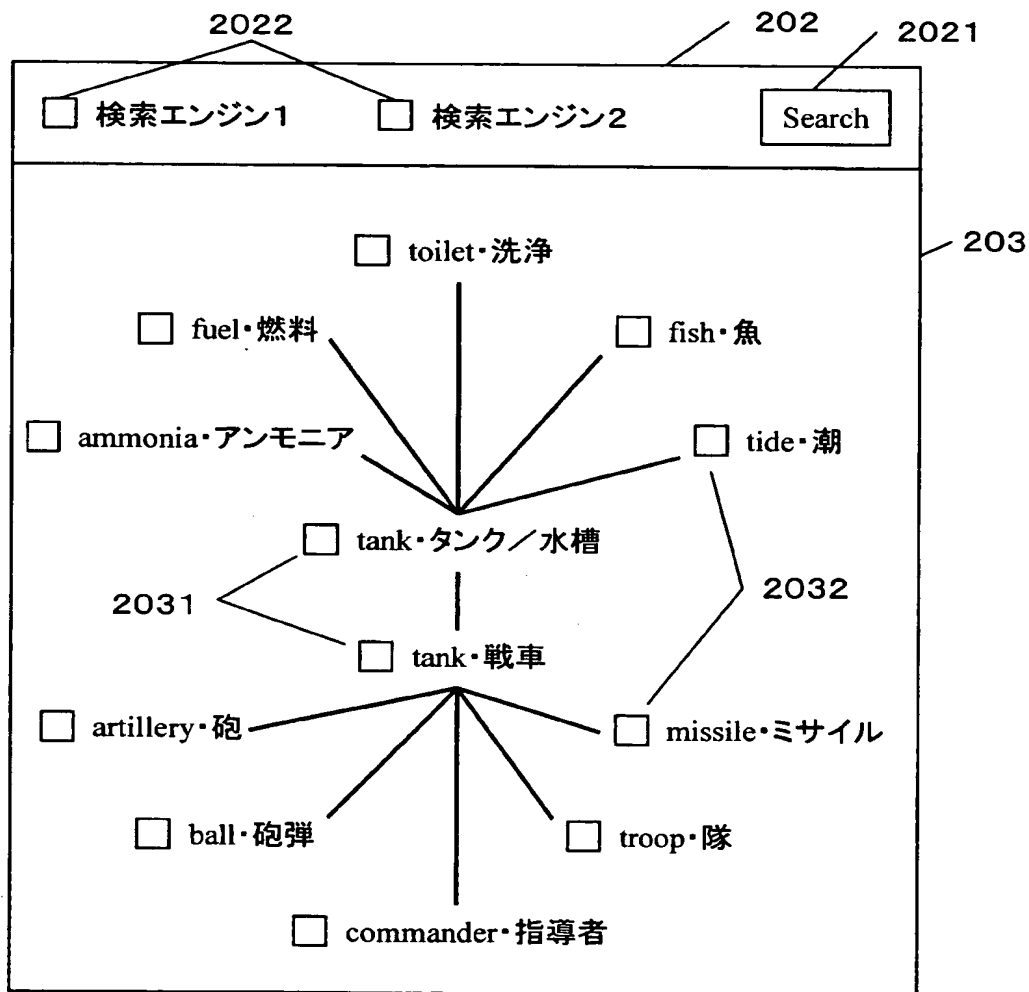 2022
202
2021
検索エンジン1
検索エンジン2
Search
203
toilet・洗浄
fuel・燃料
fish・魚
ammonia・アンモニア
tide・潮
tank・タンク／水槽
2031
2032
tank・戦車
artillery・砲
missile・ミサイル
ball・砲弾
troop・隊
commander・指導者